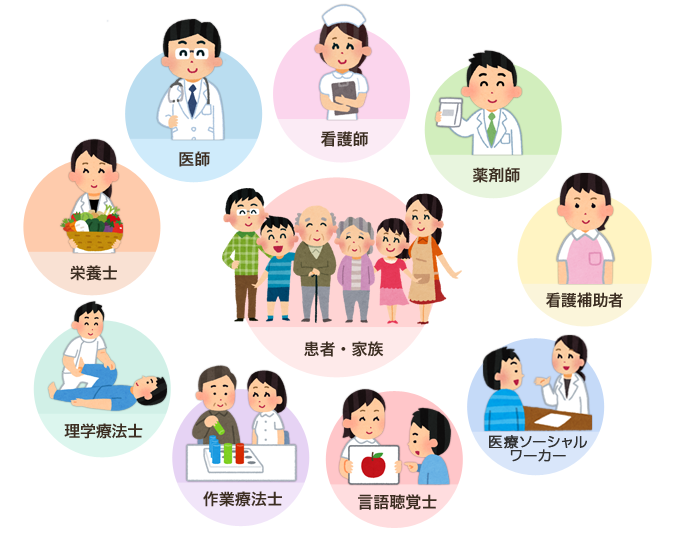 医師
看護師
薬剤師
栄養士
看護補助者
患者・家族
理学療法士
医療ソーシャル
ワーカー
作業療法士
言語聴覚士